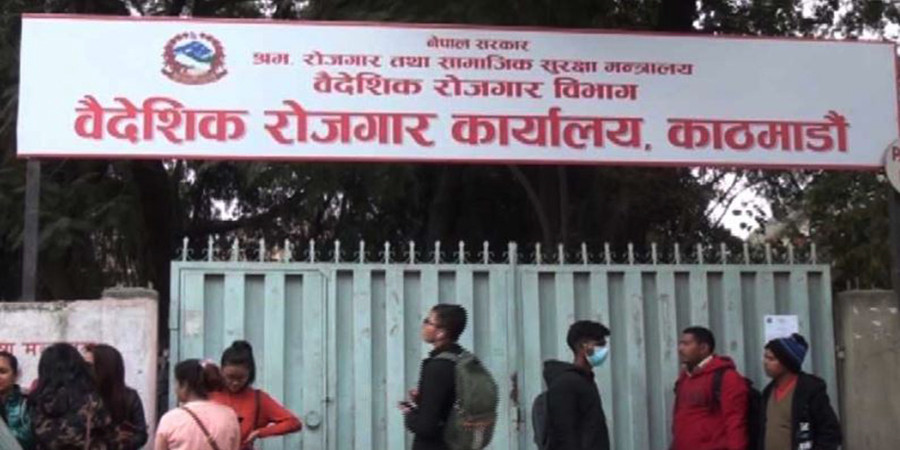 नेपाल सरकार
श्रम, रोजगार तथा सामाजिक सुरक्षा मन्त्रालय
वैदेशिक रोजगार विभाग
वैदेशिक रोजगार कार्यालय, काठमाडौं